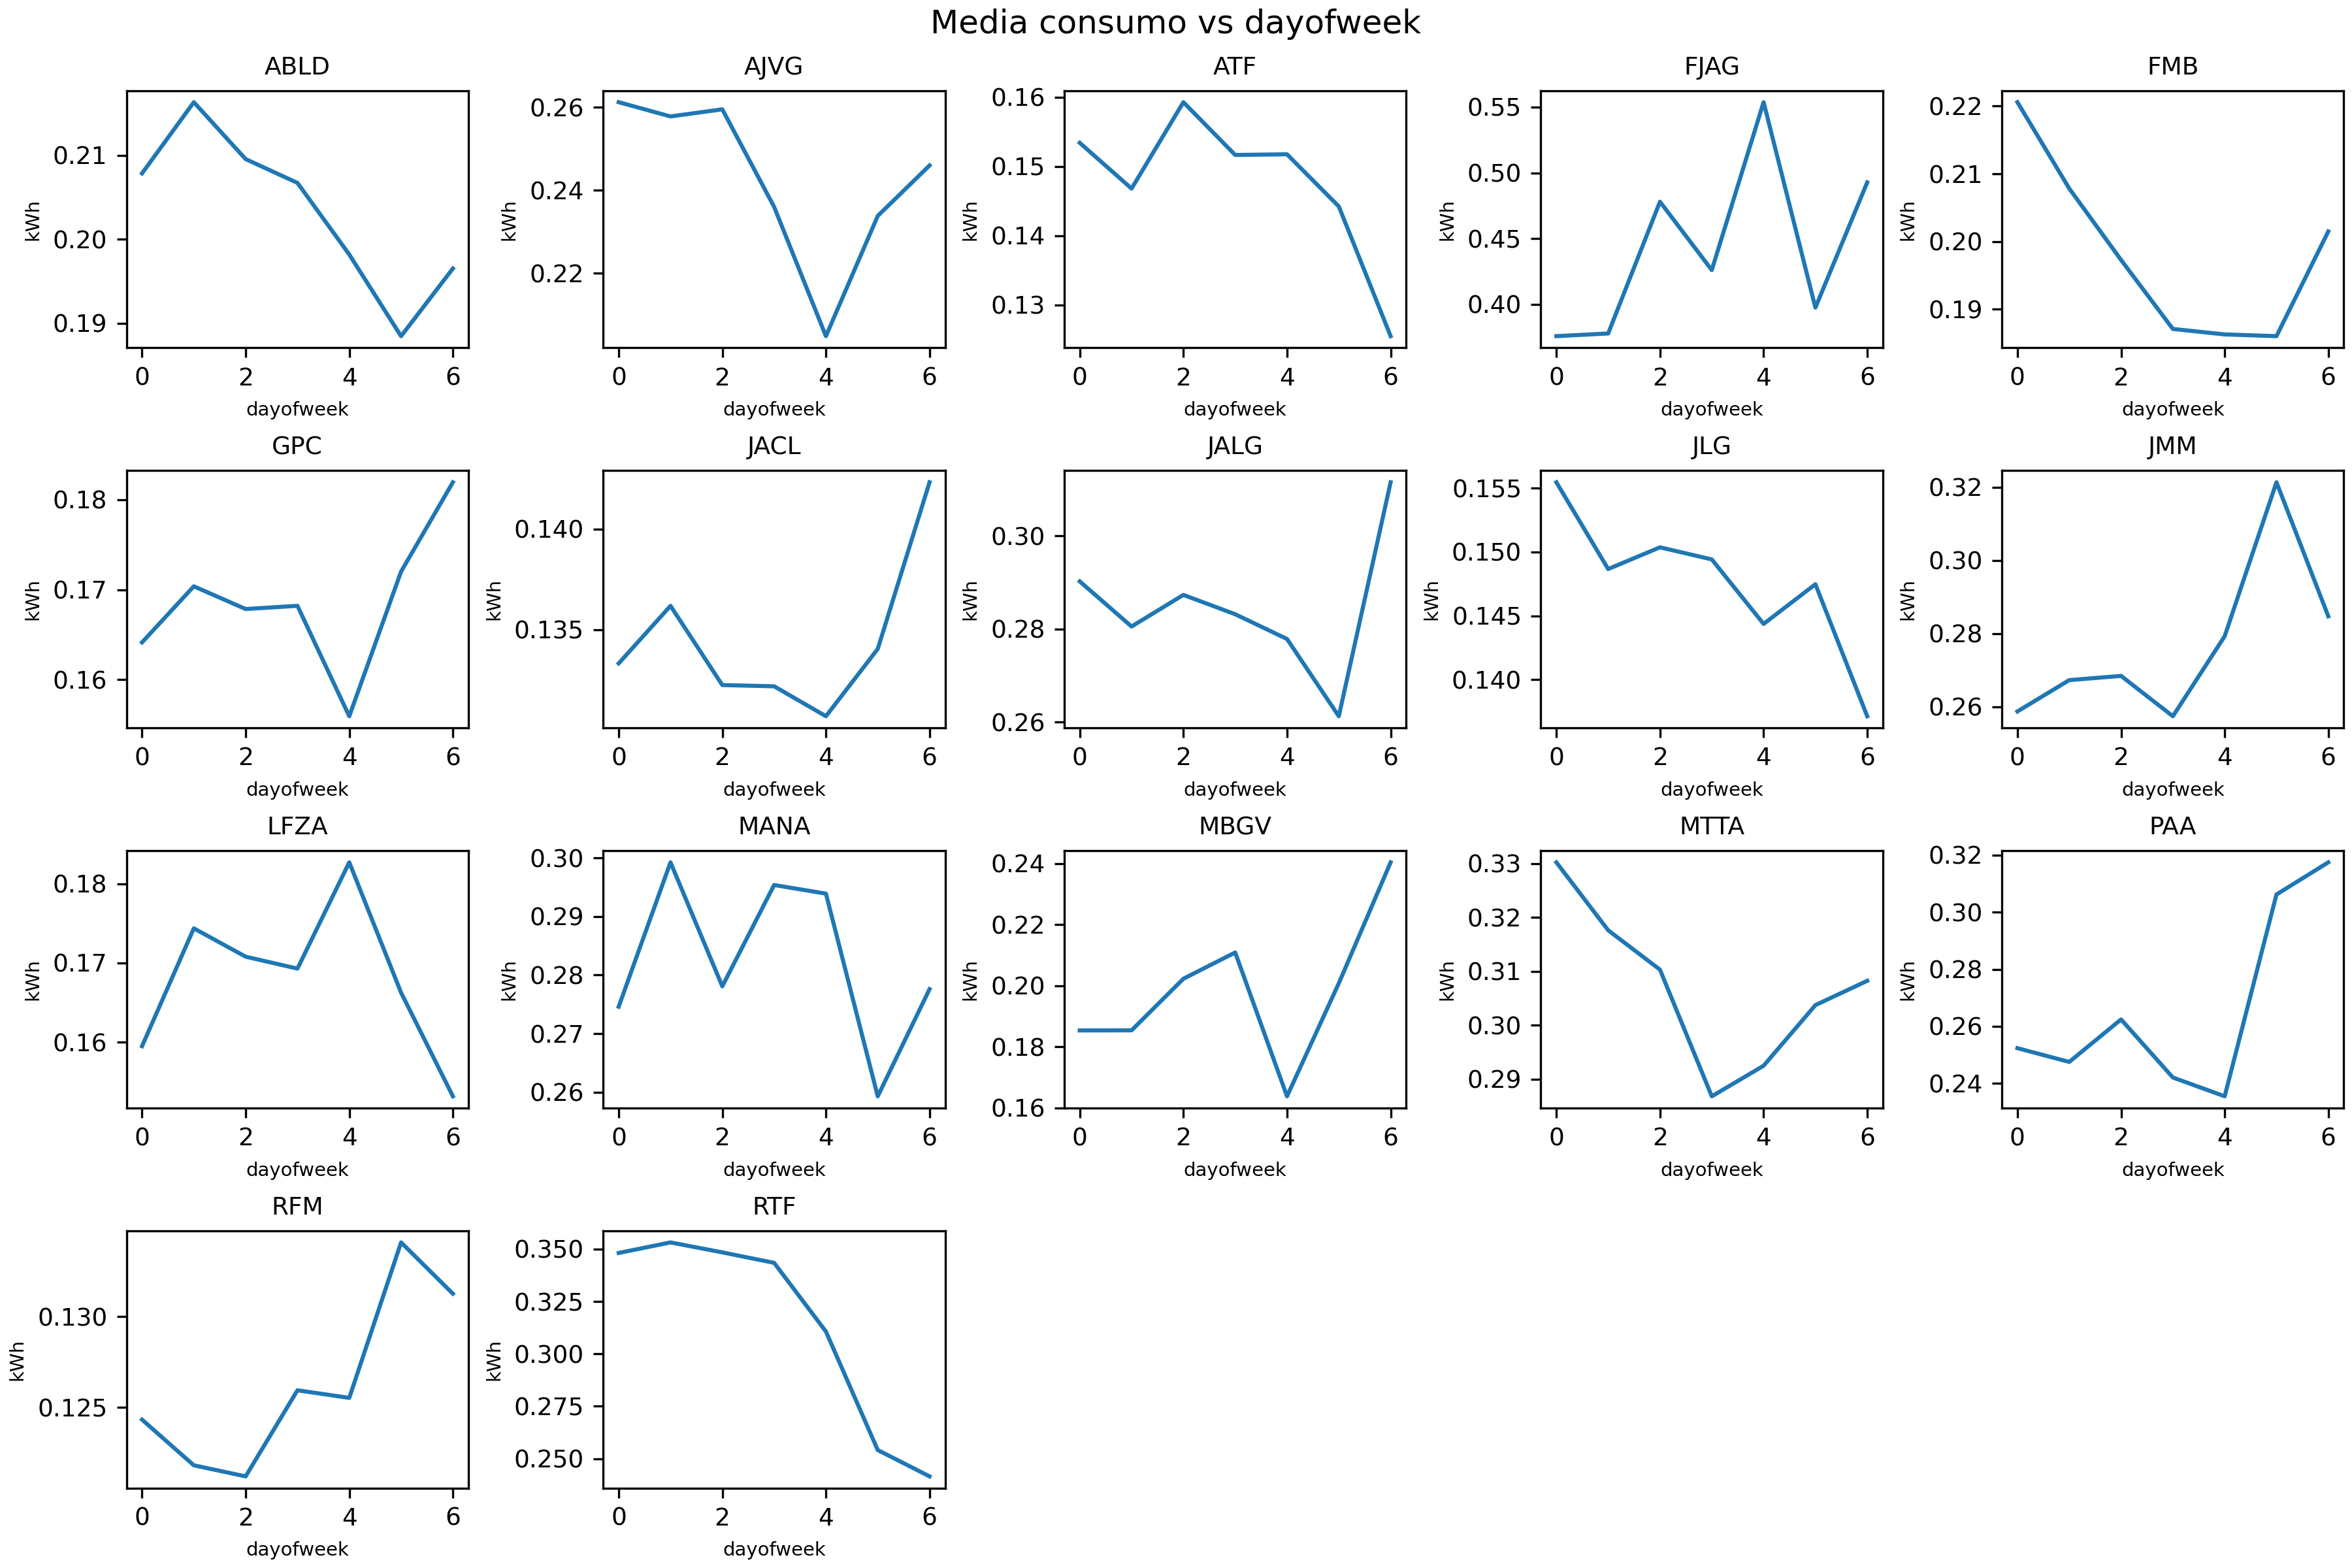 Media consumo vs dayofweek
ABLD
0.21
0.20
0.19
kWh
0 2 4 6
dayofweek
AJVG
0.26
0.24
0.22
kWh
0 2 4 6
dayofweek
ATF
0.16
0.15
0.14
0.13
kWh
0 2 4 6
dayofweek
FJAG
0.55
0.50
0.45
0.40
kWh
0 2 4 6
dayofweek
FMB
0.22
0.21
0.20
0.19
kWh
0 2 4 6
dayofweek
GPC
0.18
0.17
0.16
kWh
0 2 4 6
dayofweek
JACL
0.140
0.135
kWh
0 2 4 6
dayofweek
JALG
0.30
0.28
0.26
kWh
0 2 4 6
dayofweek
JLG
0.155
0.150
0.145
0.140
kWh
0 2 4 6
dayofweek
JMM
0.32
0.30
0.28
0.26
kWh
0 2 4 6
dayofweek
LFZA
0.18
0.17
0.16
kWh
0 2 4 6
dayofweek
MANA
0.30
0.29
0.28
0.27
0.26
kWh
0 2 4 6
dayofweek
MBGV
0.24
0.22
0.20
0.18
0.16
kWh
0 2 4 6
dayofweek
MTTA
0.33
0.32
0.31
0.30
0.29
kWh
0 2 4 6
dayofweek
PAA
0.32
0.30
0.28
0.26
0.24
kWh
0 2 4 6
dayofweek
RFM
0.130
0.125
kWh
0 2 4 6
dayofweek
RTF
0.350
0.325
0.300
0.275
0.250
kWh
0 2 4 6
dayofweek